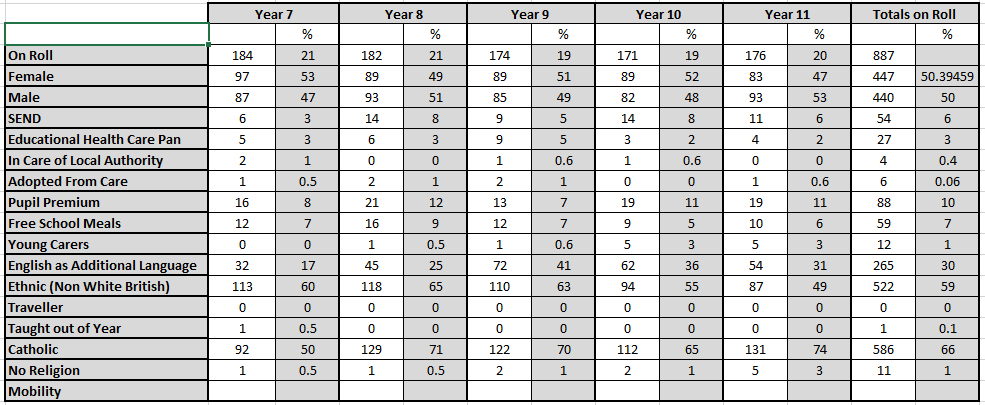 Year 7 Year 8 Year 9 Year 10 Year 11 Totals on Roll
% % % % % %
On Roll 184 21 182 21 174 19 171 19 176 20 887
Female 97 53 89 49 89 51 89 52 83 47 447 50.39459
Male 87 47 93 51 85 49 82 48 93 53 440 50
SEND 6 3 14 8 9 5 14 8 11 6 54 6
Educational Health Care Pan 5 3 6 3 9 5 3 2 4 2 27 3
In Care of Local Authority 2 1 0 0 1 0.6 1 0.6 0 0 4 0.4
Adopted From Care 1 0.5 2 1 2 1 0 0 1 0.6 6 0.06
Pupil Premium 16 8 21 12 13 7 19 11 19 11 88 10
Free School Meals 12 7 16 9 12 7 9 5 10 6 59 7
Young Carers 0 0 1 0.5 1 0.6 5 3 5 3 12 1
English as Additional Language 32 17 45 25 72 41 62 36 54 31 265 30
Ethnic (Non White British) 113 60 118 65 110 63 94 55 87 49 522 59
Traveller 0 0 0 0 0 0 0 0 0 0 0 0
Taught out of Year 1 0.5 0 0 0 0 0 0 0 0 1 0.1
Catholic 92 50 129 71 122 70 112 65 131 74 586 66
No Religion 1 0.5 1 0.5 2 1 2 1 5 3 11 1
Mobility